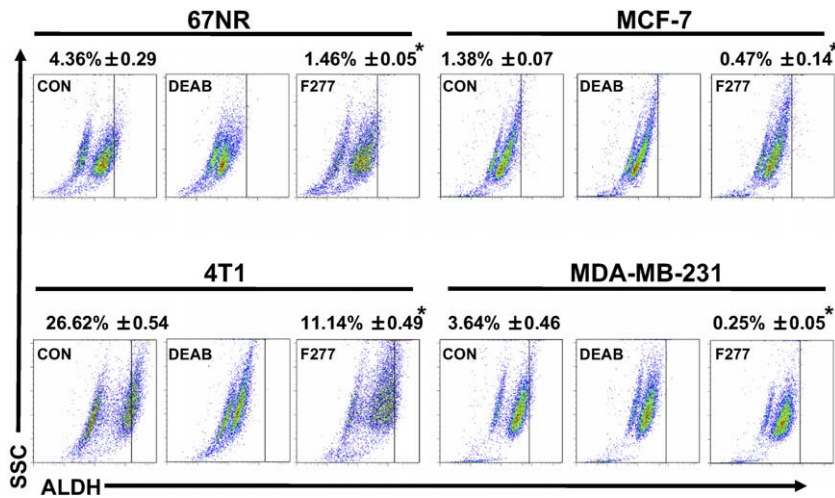 67NR MCF-7
4.36% ±0.29 1.46% ±0.05* 1.38% ±0.07 0.47% ±0.14*
CON DEAB F277 CON DEAB F277
4T1 MDA-MB-231
26.62% ±0.54 11.14% ±0.49* 3.64% ±0.46 0.25% ±0.05*
CON DEAB F277 CON DEAB F277
SSC
ALDH